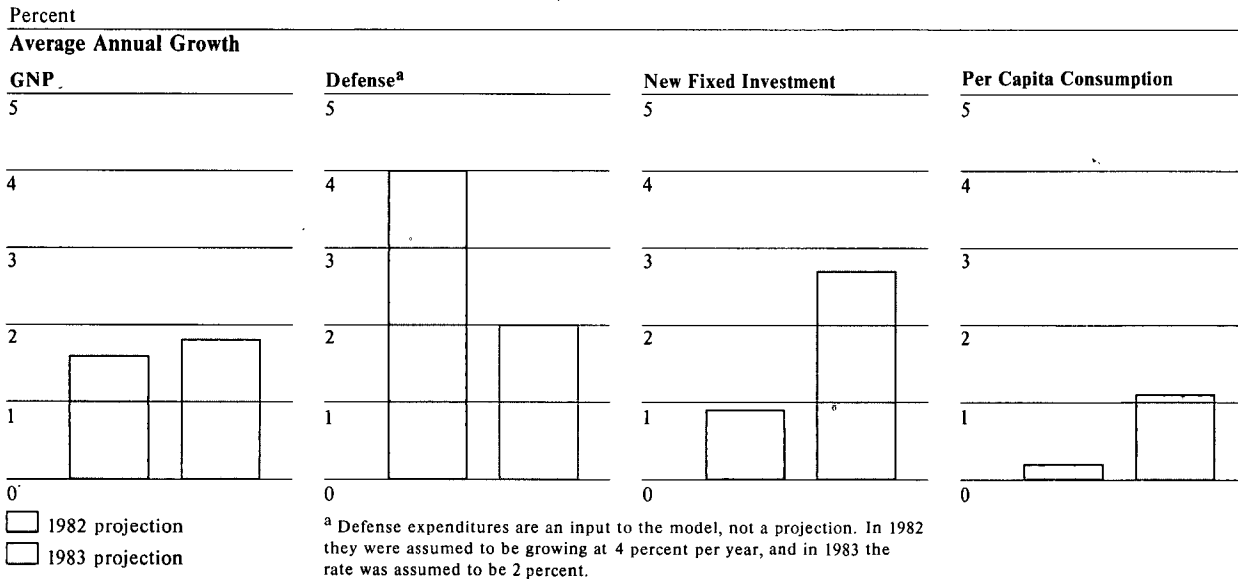 Percent
Average Annual Growth
GNP
5
4
3
2
1
0
Defense^a
5
4
3
2
1
0
New Fixed Investment
5
4
3
2
1
0
Per Capita Consumption
5
4
3
2
1
0
1982 projection
1983 projection
a Defense expenditures are an input to the model, not a projection. In 1982
they were assumed to be growing at 4 percent per year, and in 1983 the
rate was assumed to be 2 percent.